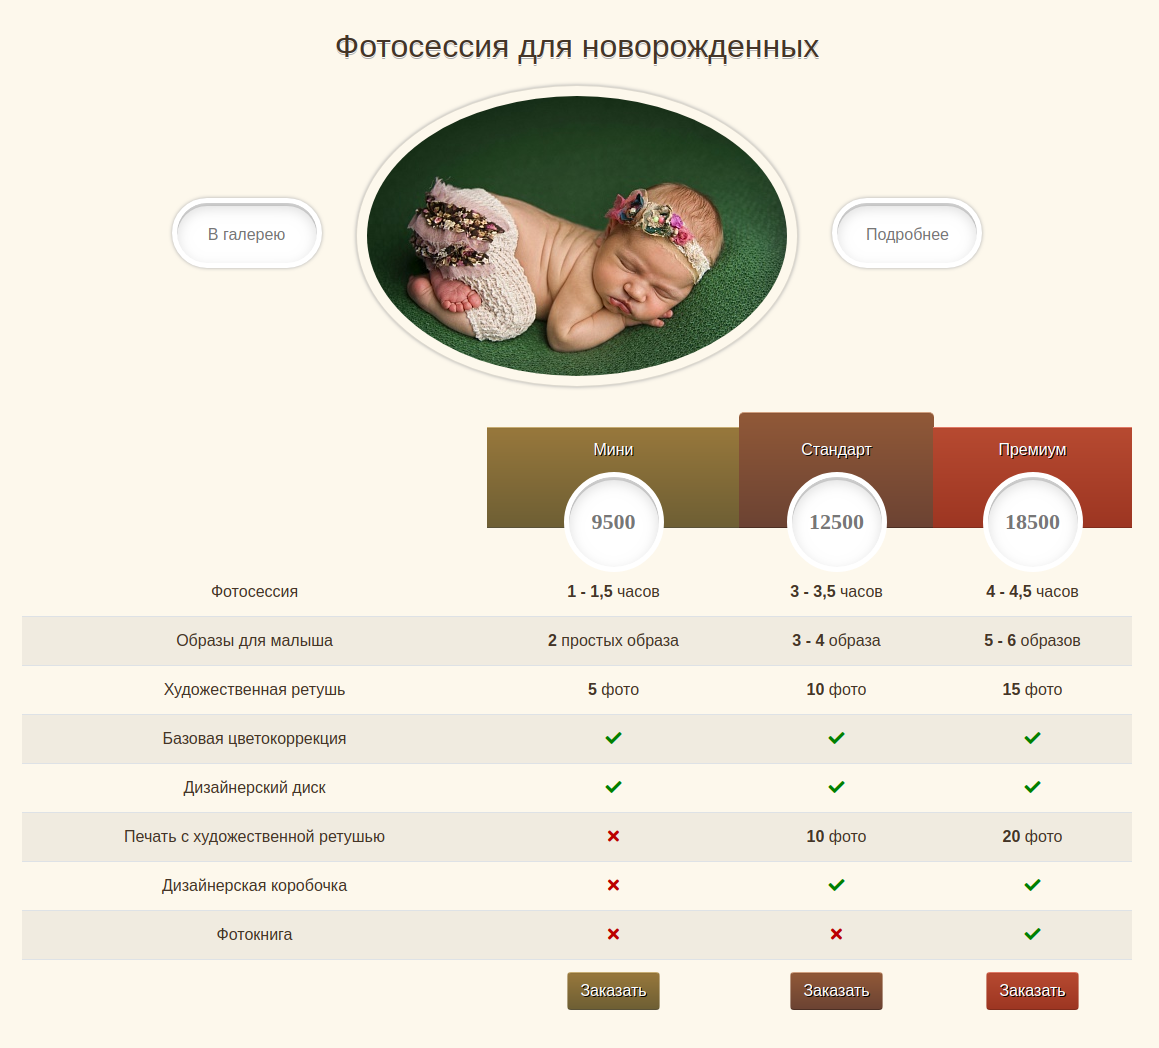 Фотосессия для новорожденных
В галерею
Подробнее
Мини Стандарт Премиум
9500 12500 18500
Фотосессия 1 - 1,5 часов 3 - 3,5 часов 4 - 4,5 часов
Образы для малыша 2 простых образа 3 - 4 образа 5 - 6 образов
Художественная ретушь 5 фото 10 фото 15 фото
Базовая цветокоррекция
Дизайнерский диск
Печать с художественной ретушью 10 фото 20 фото
Дизайнерская коробочка
Фотокнига
Заказать Заказать Заказать